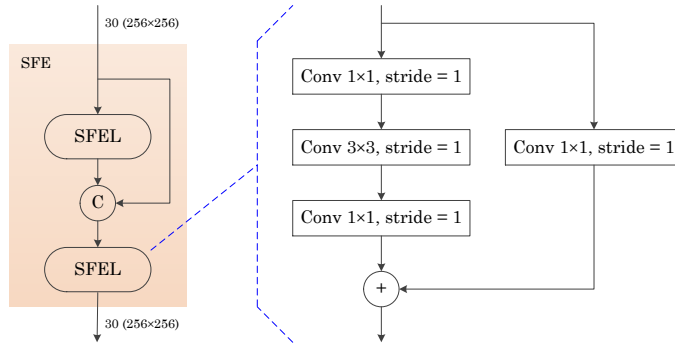 30 (256×256)
SFE
SFEL
C
SFEL
30 (256×256)
Conv 1×1, stride = 1
Conv 3×3, stride = 1
Conv 1×1, stride = 1
Conv 1×1, stride = 1
+